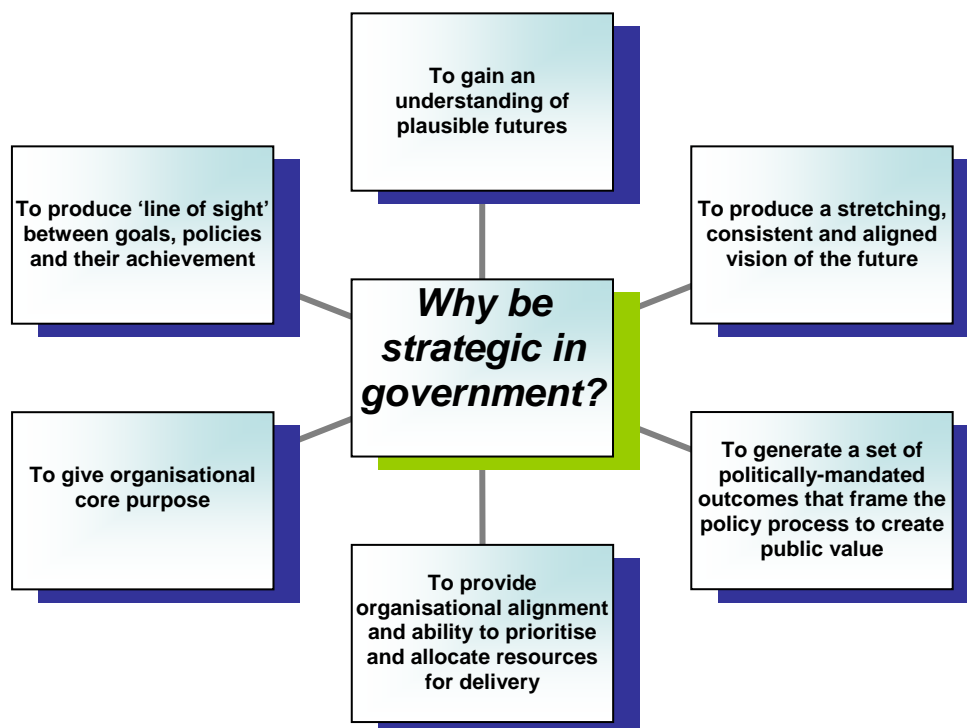 To gain an
understanding of
plausible futures
To produce ‘line of sight’
between goals, policies
and their achievement
To produce a stretching,
consistent and aligned
vision of the future
Why be
strategic in
government?
To give organisational
core purpose
To generate a set of
politically-mandated
outcomes that frame the
policy process to create
public value
To provide
organisational alignment
and ability to prioritise
and allocate resources
for delivery